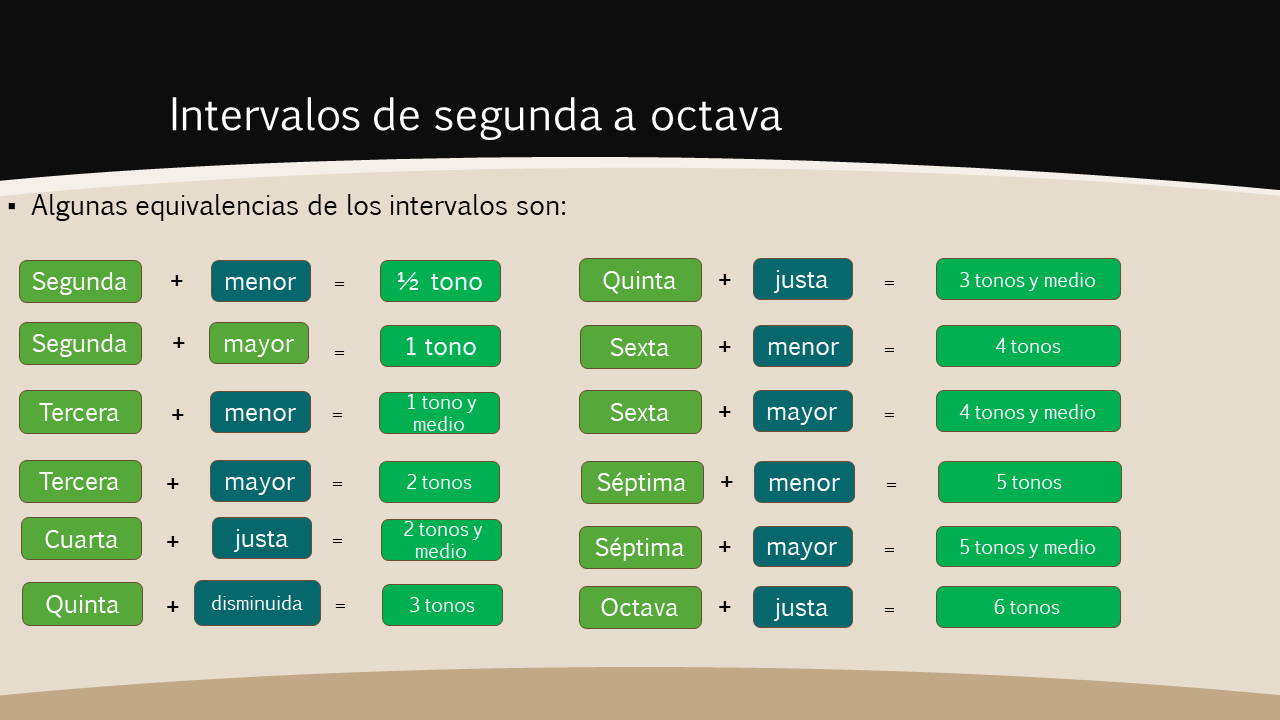 Intervalos de segunda a octava
▪ Algunas equivalencias de los intervalos son:
Segunda + menor = ½ tono
Segunda + mayor = 1 tono
Tercera + menor = 1 tono y
medio
Tercera + mayor = 2 tonos
Cuarta + justa = 2 tonos y
medio
Quinta + disminuida = 3 tonos
Quinta + justa = 3 tonos y medio
Sexta + menor = 4 tonos
Sexta + mayor = 4 tonos y medio
Séptima + menor = 5 tonos
Séptima + mayor = 5 tonos y medio
Octava + justa = 6 tonos